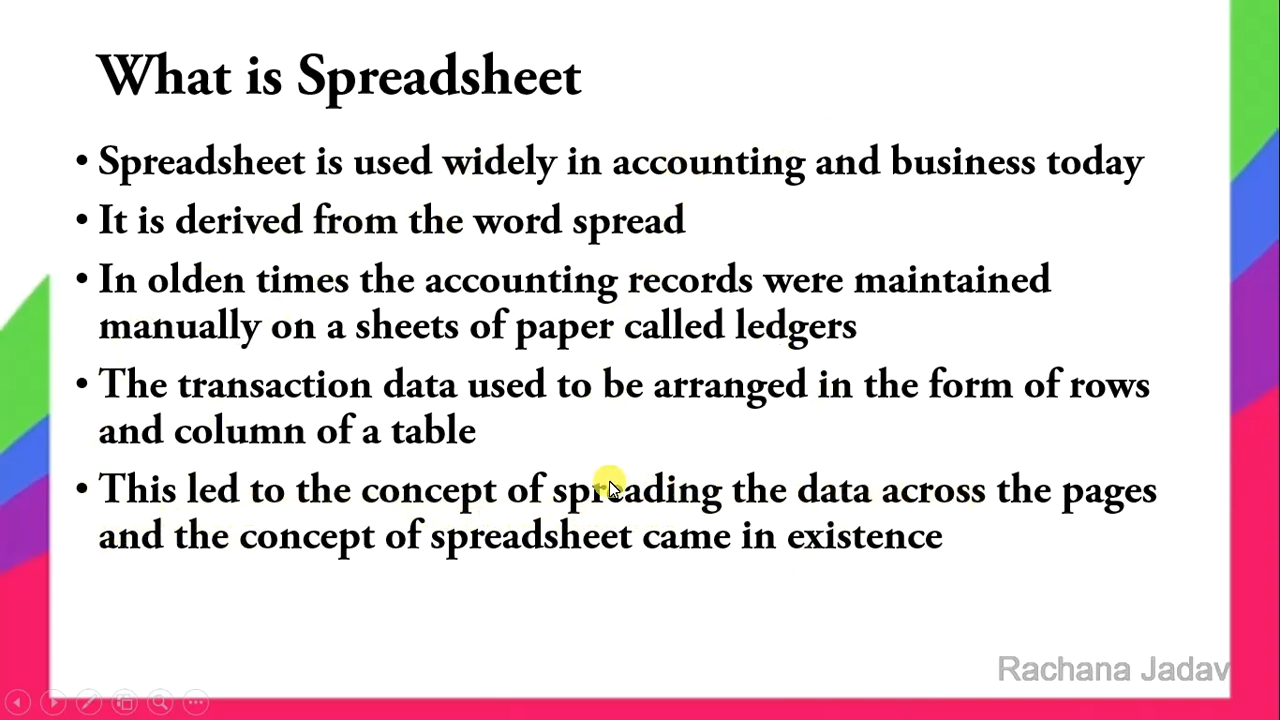 What is Spreadsheet
• Spreadsheet is used widely in accounting and business today
• It is derived from the word spread
• In olden times the accounting records were maintained
manually on a sheets of paper called ledgers
• The transaction data used to be arranged in the form of rows
and column of a table
• This led to the concept of spreading the data across the pages
and the concept of spreadsheet came in existence
Rachana Jadav